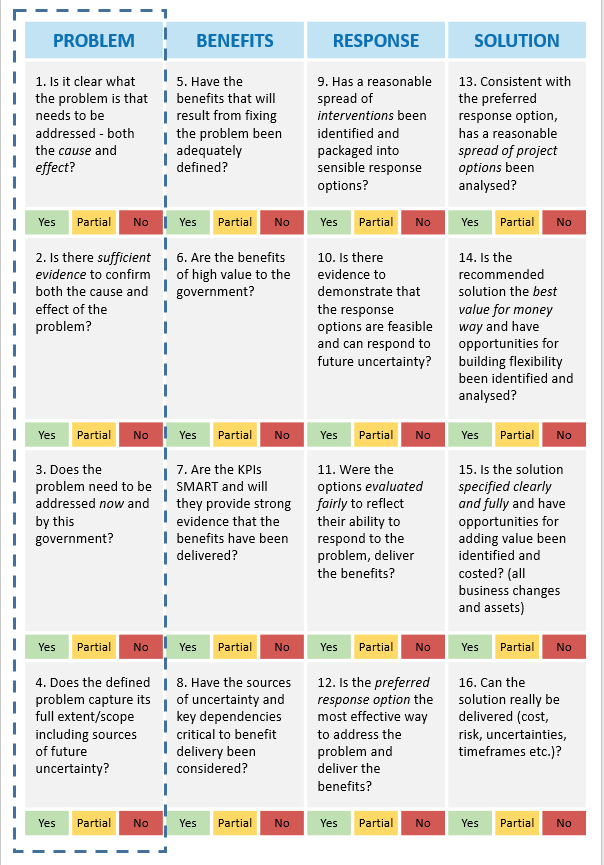 PROBLEM
1. Is it clear what
the problem is that
needs to be
addressed - both
the cause and
effect?
Yes Partial No
2. Is there sufficient
evidence to confirm
both the cause and
effect of the
problem?
Yes Partial No
3. Does the
problem need to be
addressed now and
by this
government?
Yes Partial No
4. Does the defined
problem capture its
full extent/scope
including sources
of future
uncertainty?
Yes Partial No
BENEFITS
5. Have the
benefits that will
result from fixing
the problem been
adequately
defined?
Yes Partial No
6. Are the benefits
of high value to the
government?
Yes Partial No
7. Are the KPIs
SMART and will
they provide strong
evidence that the
benefits have been
delivered?
Yes Partial No
8. Have the sources
of uncertainty and
key dependencies
critical to benefit
delivery been
considered?
Yes Partial No
RESPONSE
9. Has a reasonable
spread of
interventions been
identified and
packaged into
sensible response
options?
Yes Partial No
10. Is there
evidence to
demonstrate that
the response
options are feasible
and can respond to
future uncertainty?
Yes Partial No
11. Were the
options evaluated
fairly to reflect
their ability to
respond to the
problem, deliver
the benefits?
Yes Partial No
12. Is the preferred
response option the
most effective way
to address the
problem and
deliver the
benefits?
Yes Partial No
SOLUTION
13. Consistent with
the preferred
response option,
has a reasonable
spread of project
options been
analysed?
Yes Partial No
14. Is the
recommended
solution the best
value for money
way and have
opportunities for
building flexibility
been identified and
analysed?
Yes Partial No
15. Is the solution
specified clearly
and fully and have
opportunities for
adding value been
identified and
costed? (all
business changes
and assets)
Yes Partial No
16. Can the
solution really be
delivered (cost,
risk, uncertainties,
timeframes etc.)?
Yes Partial No